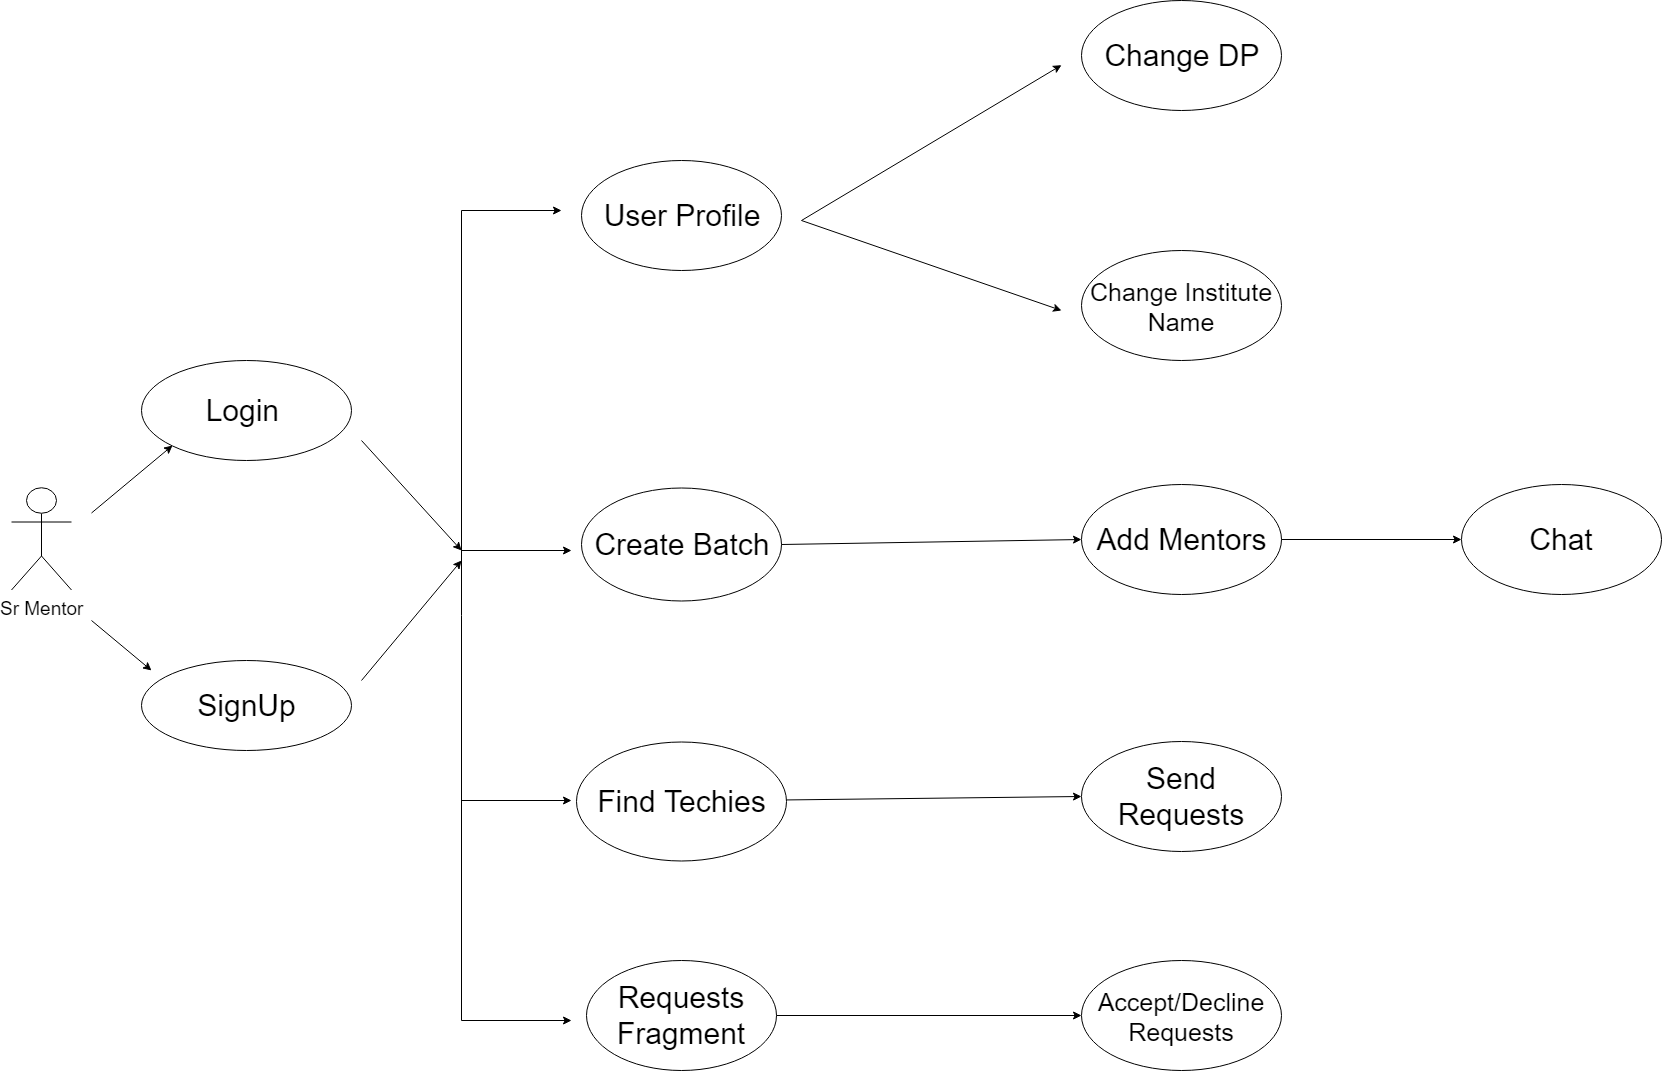 Change DP
User Profile
Change Institute
Name
Login
Sr Mentor
SignUp
Create Batch
Add Mentors
Chat
Find Techies
Send
Requests
Requests
Fragment
Accept/Decline
Requests